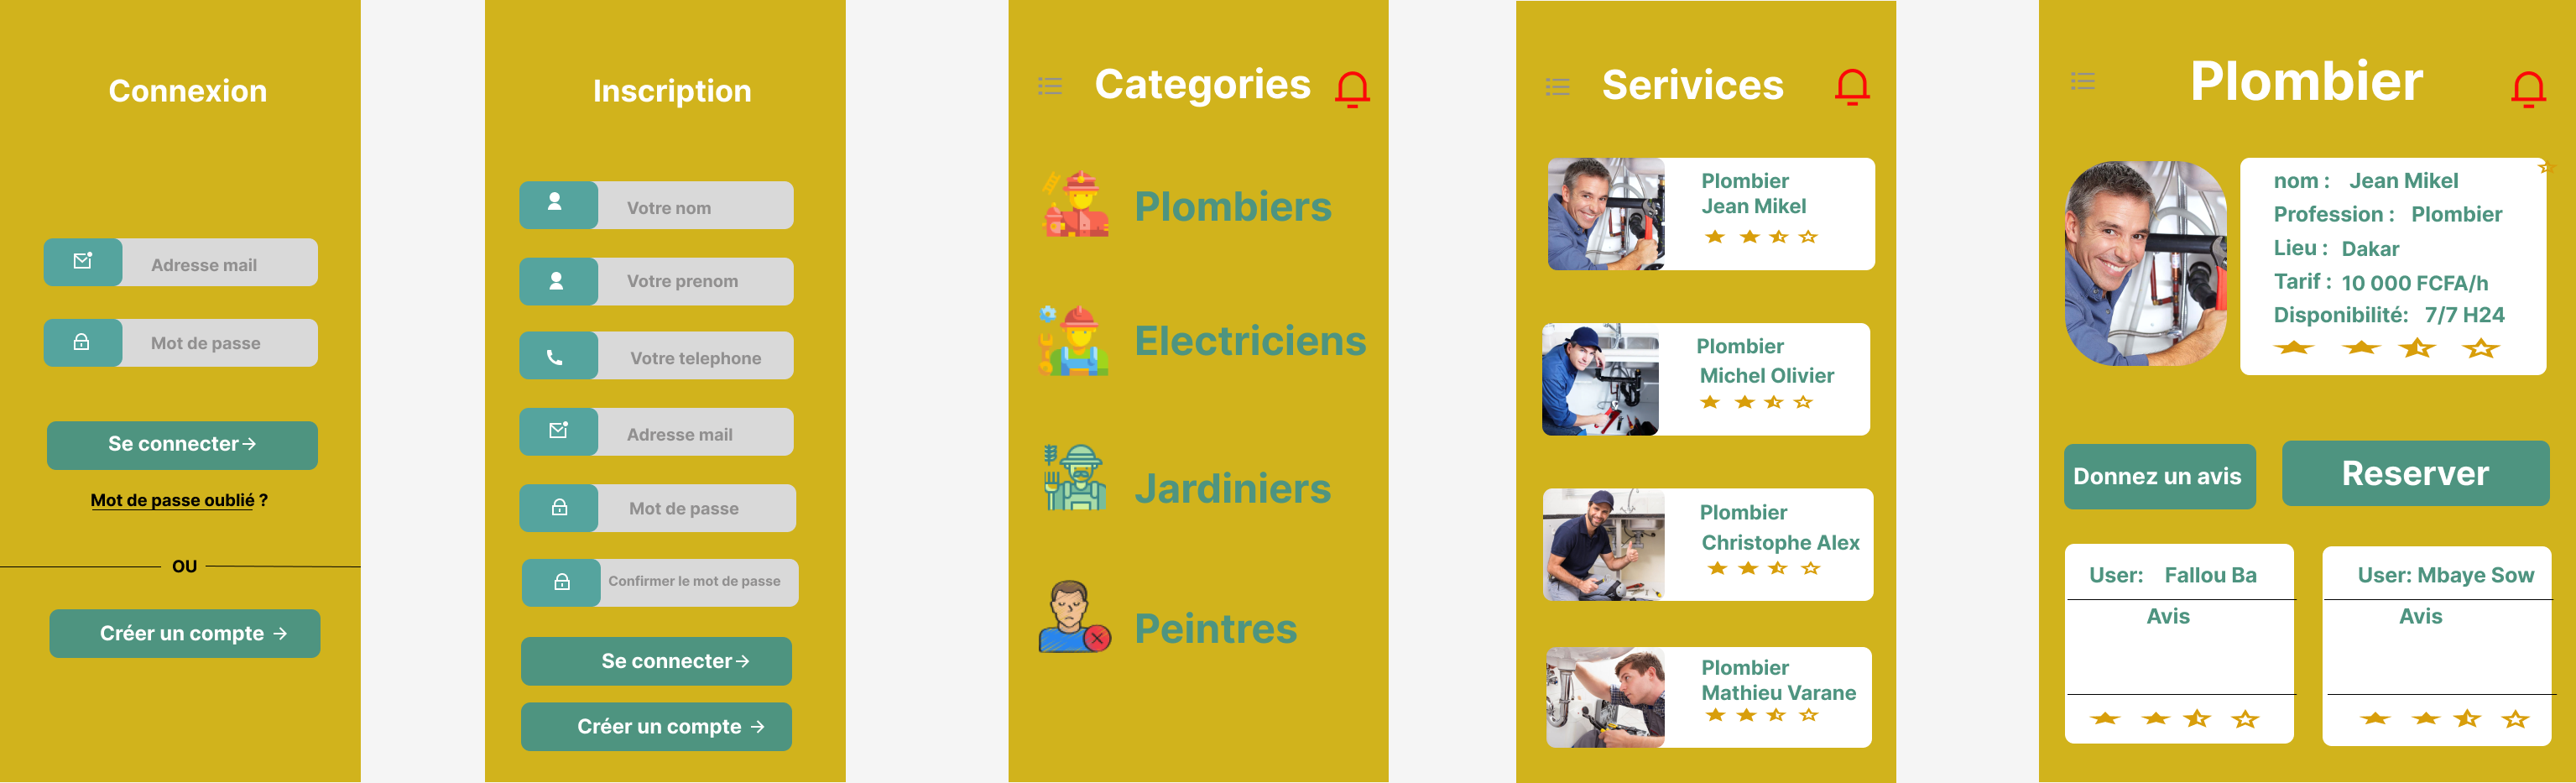 Connexion
Adresse mail
Mot de passe
Se connecter
Mot de passe oublié ?
OU
Créer un compte
Inscription
Votre nom
Votre prenom
Votre telephone
Adresse mail
Mot de passe
Confirmer le mot de passe
Se connecter
Créer un compte
Categories
Plombiers
Electriciens
Jardiniers
Peintres
Serivices
Plombier
Jean Mikel
Plombier
Michel Olivier
Plombier
Christophe Alex
Plombier
Mathieu Varane
Plombier
nom : Jean Mikel
Profession : Plombier
Lieu : Dakar
Tarif : 10 000 FCFA/h
Disponibilité: 7/7 H24
Donnez un avis
Reserver
User: Fallou Ba
Avis
User: Mbaye Sow
Avis